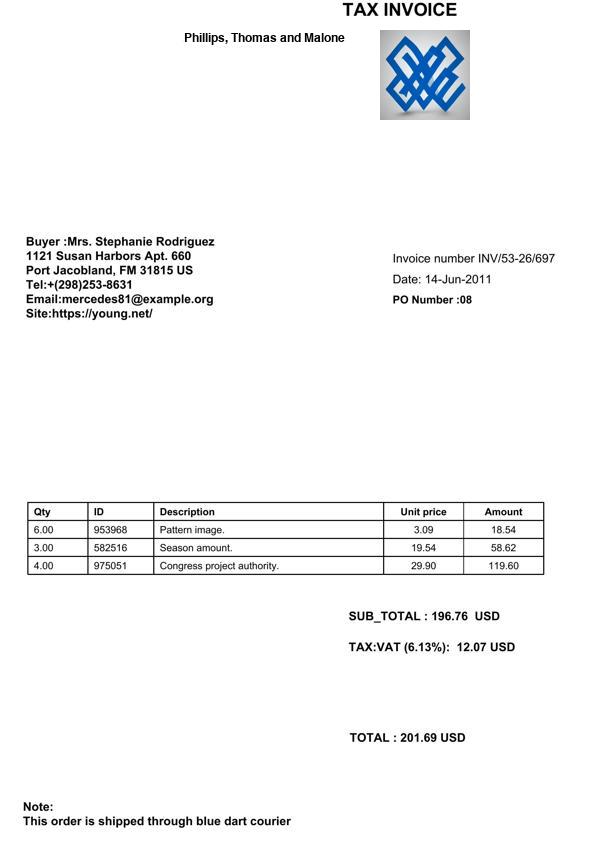 TAX INVOICE
Phillips, Thomas and Malone
Buyer :Mrs. Stephanie Rodriguez
1121 Susan Harbors Apt. 660
Port Jacobland, FM 31815 US
Tel:+(298)253-8631
Email:mercedes81@example.org
Site:https://young.net/
Invoice number INV/53-26/697
Date: 14-Jun-2011
PO Number :08
Qty ID Description Unit price Amount
6.00 953968 Pattern image. 3.09 18.54
3.00 582516 Season amount. 19.54 58.62
4.00 975051 Congress project authority. 29.90 119.60
SUB_TOTAL : 196.76 USD
TAX:VAT (6.13%): 12.07 USD
TOTAL : 201.69 USD
Note:
This order is shipped through blue dart courier